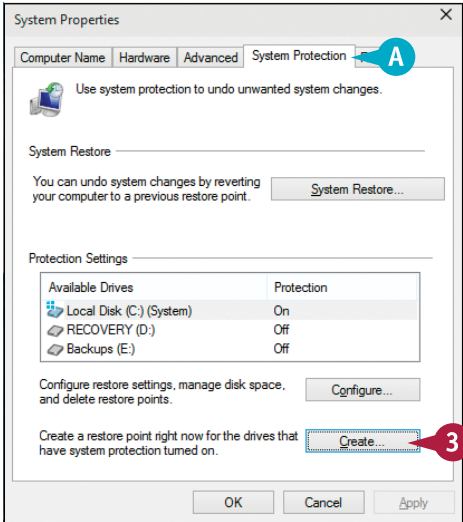 System Properties
Computer Name Hardware Advanced System Protection
A
Use system protection to undo unwanted system changes.
System Restore
You can undo system changes by reverting
your computer to a previous restore point.
System Restore...
Protection Settings
Available Drives Protection
Local Disk (C:) (System) On
RECOVERY (D:) Off
Backups (E:) Off
Configure restore settings, manage disk space,
and delete restore points.
Configure...
Create a restore point right now for the drives that
have system protection turned on.
Create...
3
OK Cancel Apply